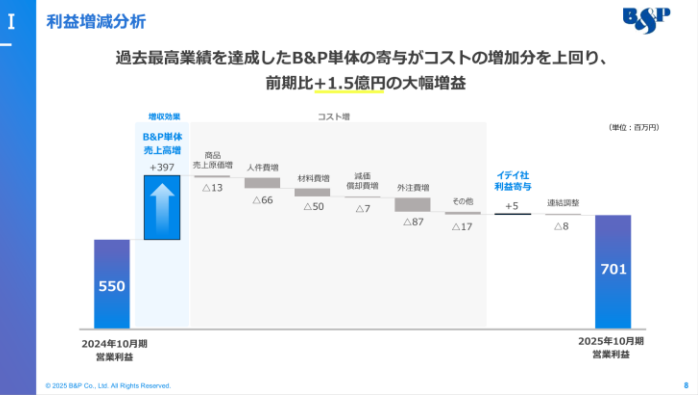 I
利益増減分析
B&P
過去最高業績を達成したB&P単体の寄与がコストの増加分を上回り、
前期比+1.5億円の大幅増益
増収効果
コスト増
(単位：百万円)
B&P単体
売上高増
+397
商品
売上原価増
△13
人件費増
△66
材料費増
△50
減価
償却費増
△7
外注費増
△87
その他
△17
イデイ社
利益寄与
+5
連結調整
△8
550
701
2024年10月期
営業利益
2025年10月期
営業利益
© 2025 B&P Co., Ltd. All Rights Reserved.
8